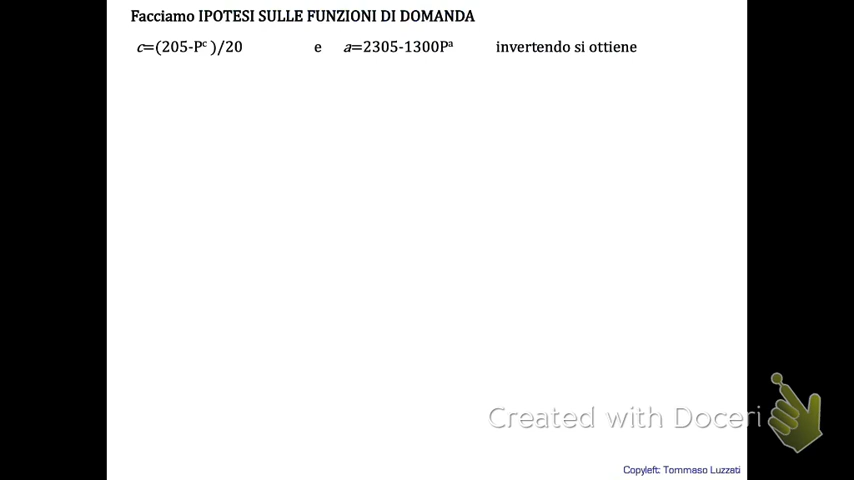 Facciamo IPOTESI SULLE FUNZIONI DI DOMANDA
c=(205-Pᶜ )/20 e a=2305-1300Pᵃ invertendo si ottiene
Created with Doceri
Copyleft: Tommaso Luzzati